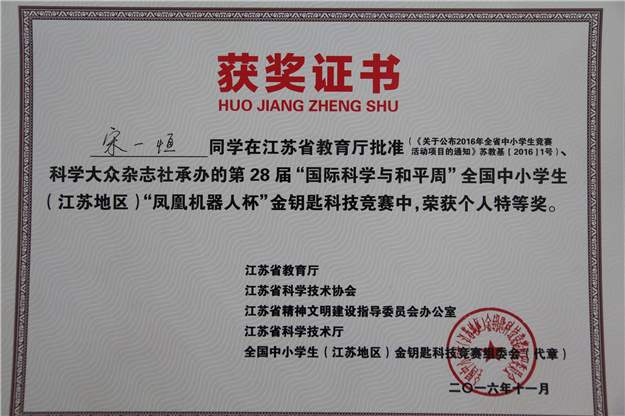 获奖证书
HUO JIANG ZHENG SHU
宋一恒 同学在江苏省教育厅批准(《关于公布2016年全省中小学生竞赛
活动项目的通知》苏教基[2016]1号)、
科学大众杂志社承办的第28届“国际科学与和平周”全国中小学生
(江苏地区)“凤凰机器人杯”金钥匙科技竞赛中,荣获个人特等奖。
江苏省教育厅
江苏省科学技术协会
江苏省精神文明建设指导委员会办公室
江苏省科学技术厅
全国中小学生(江苏地区)金钥匙科技竞赛组委会(代章)
二〇一六年十一月